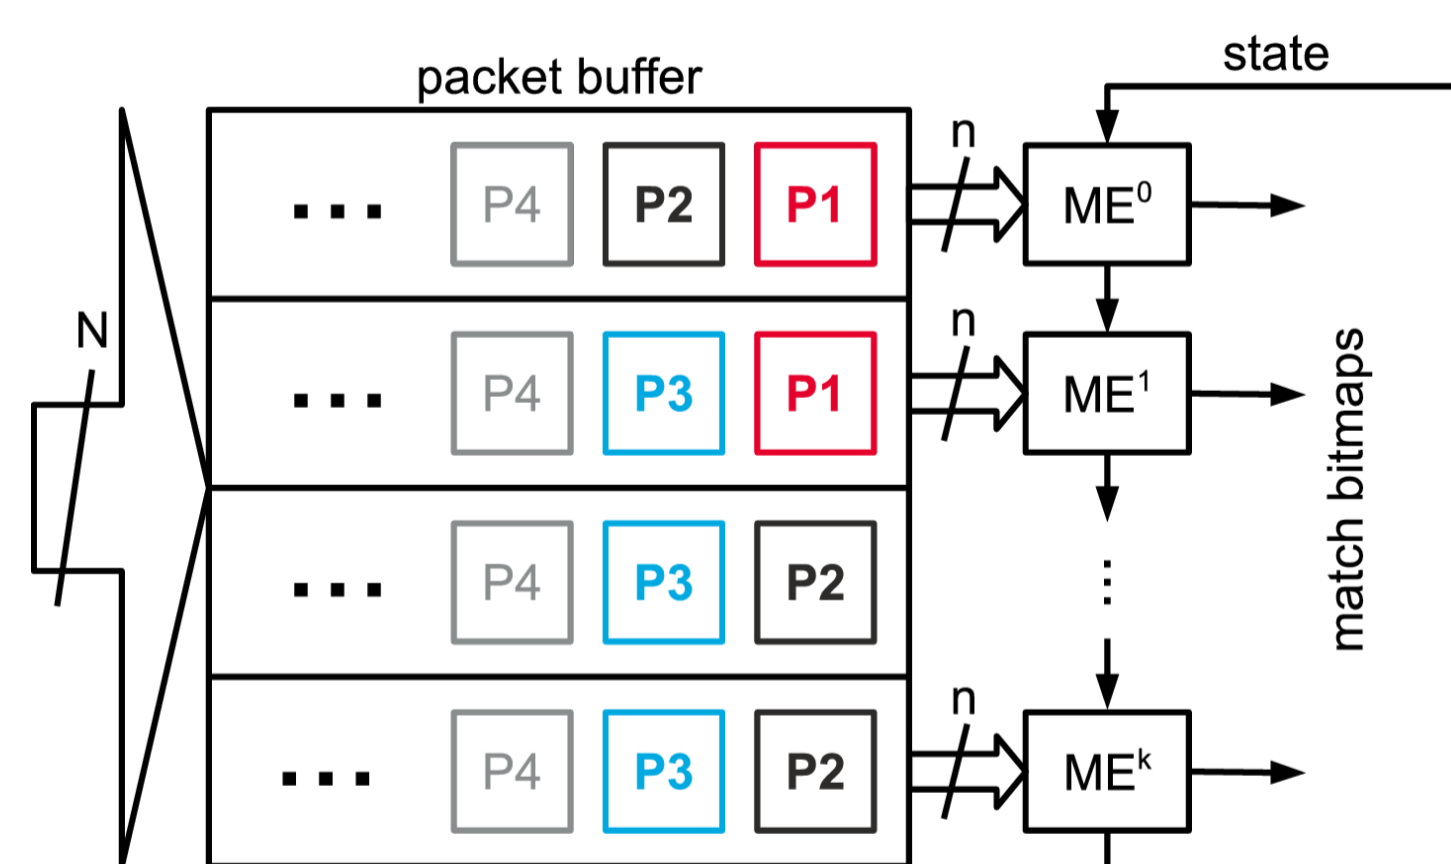 state
packet buffer
n
... P4 P2 P1 ME⁰
N
n
... P4 P3 P1 ME¹
match bitmaps
... P4 P3 P2 ...
n
... P4 P3 P2 MEᵏ